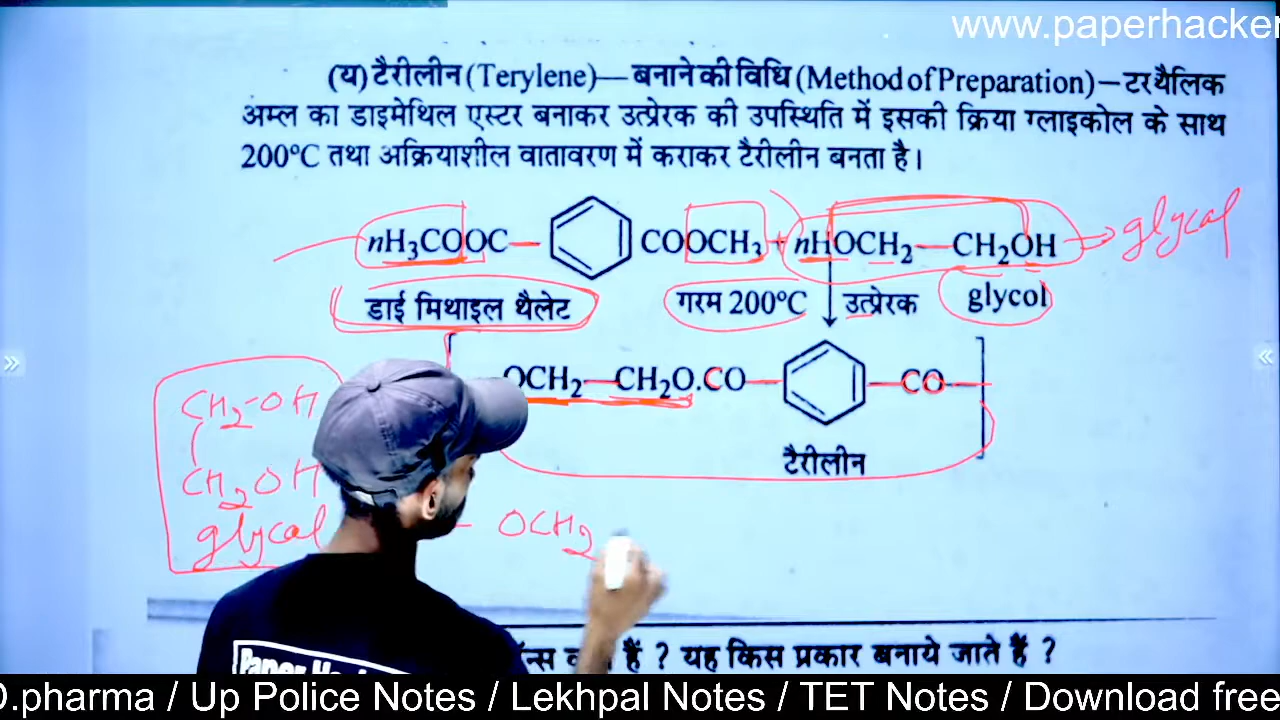 www.paperhacker
(य) टैरीलीन (Terylene)—बनाने की विधि (Method of Preparation) – टरथैलिक
अम्ल का डाइमेथिल एस्टर बनाकर उत्प्रेरक की उपस्थिति में इसकी क्रिया ग्लाइकोल के साथ
200°C तथा अक्रियाशील वातावरण में कराकर टैरीलीन बनता है।
nH₃COOC— COOCH₃ + nHOCH₂—CH₂OH glycal
डाई मिथाइल थैलेट गरम 200°C उत्प्रेरक glycol
OCH₂—CH₂O.CO— —CO—
टैरीलीन
CH₂-OH
CH₂OH
glycal
- OCH₂
हैं ? यह किस प्रकार बनाये जाते हैं ?
D.pharma / Up Police Notes / Lekhpal Notes / TET Notes / Download free